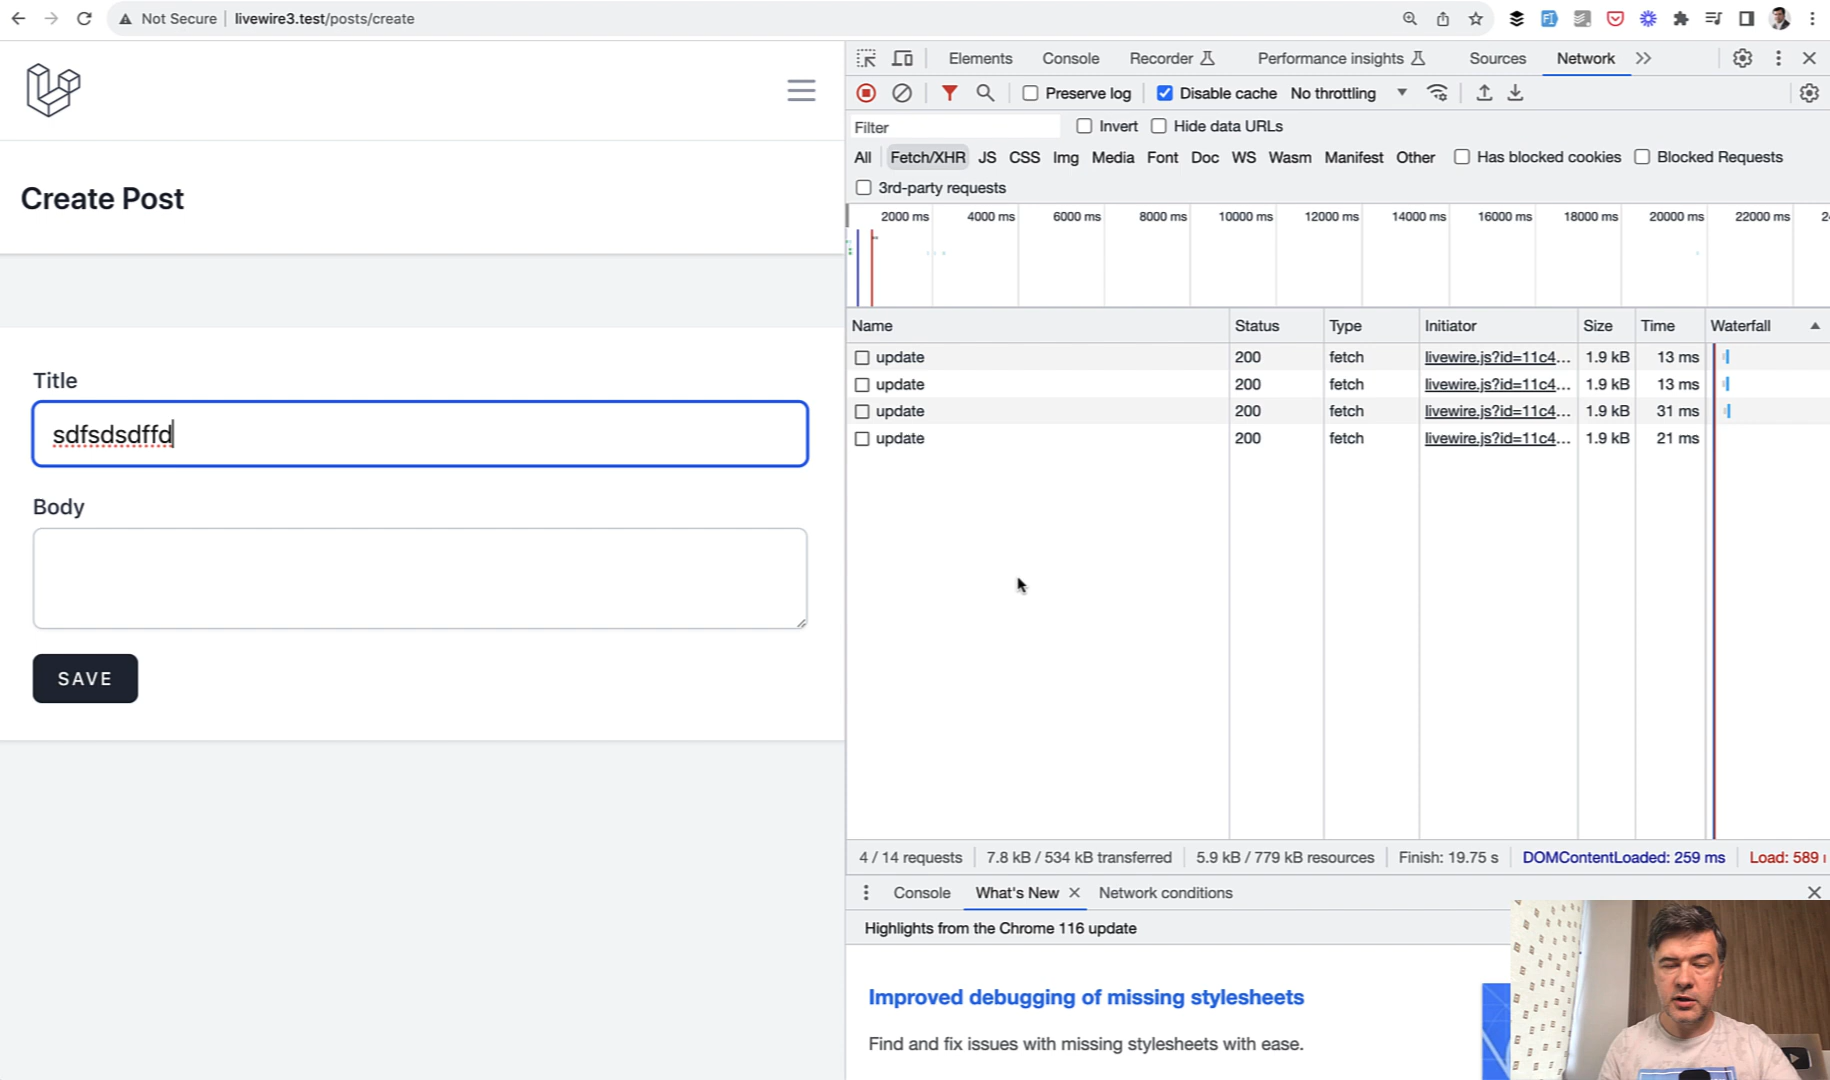 Not Secure livewire3.test/posts/create
Elements Console Recorder Performance insights Sources Network
Preserve log Disable cache No throttling
Filter Invert Hide data URLs
All Fetch/XHR JS CSS Img Media Font Doc WS Wasm Manifest Other Has blocked cookies Blocked Requests
3rd-party requests
2000 ms 4000 ms 6000 ms 8000 ms 10000 ms 12000 ms 14000 ms 16000 ms 18000 ms 20000 ms 22000 ms 24
Create Post
Title
sdfsdsdffd
Body
SAVE
Name Status Type Initiator Size Time Waterfall
update 200 fetch livewire.js?id=11c4... 1.9 kB 13 ms
update 200 fetch livewire.js?id=11c4... 1.9 kB 13 ms
update 200 fetch livewire.js?id=11c4... 1.9 kB 31 ms
update 200 fetch livewire.js?id=11c4... 1.9 kB 21 ms
4 / 14 requests 7.8 kB / 534 kB transferred 5.9 kB / 779 kB resources Finish: 19.75 s DOMContentLoaded: 259 ms Load: 589
Console What's New Network conditions
Highlights from the Chrome 116 update
Improved debugging of missing stylesheets
Find and fix issues with missing stylesheets with ease.